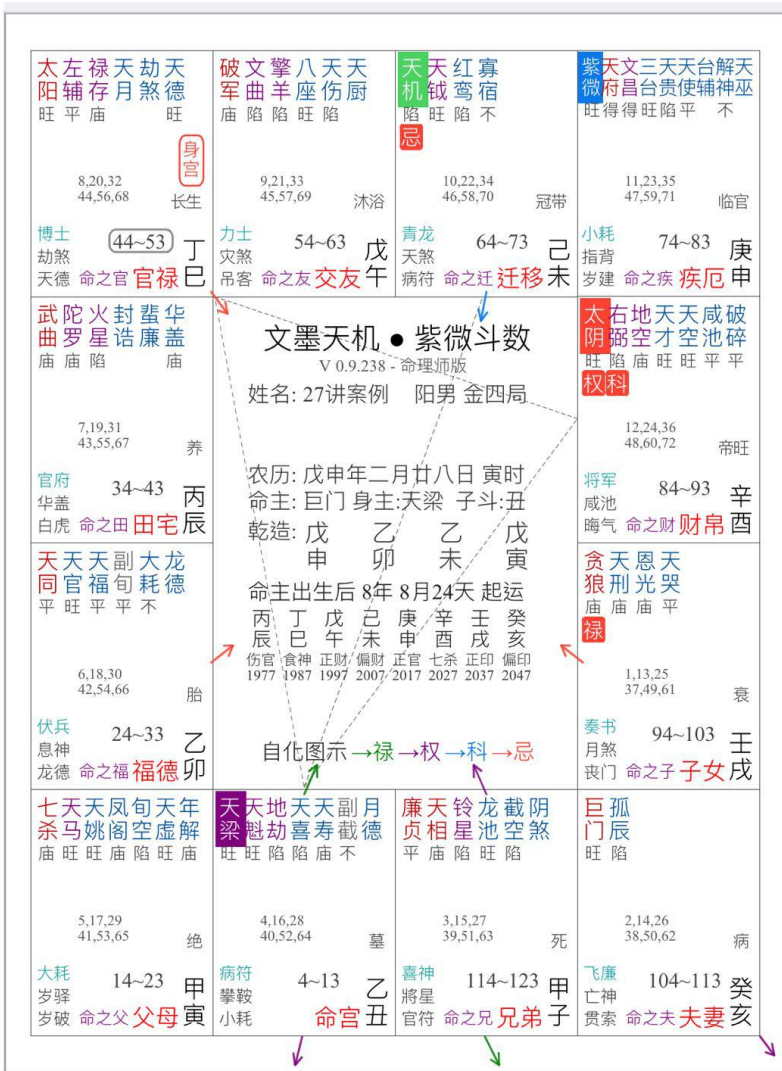 太阳 左辅 禄存 天月 劫煞 天德
旺 平 庙 旺
身宫
8,20,32
44,56,68
长生
博士
劫煞
天德
44~53
命之官 官禄
丁巳
破军 文曲 擎羊 八座 天伤 天厨
庙 陷 陷 旺 陷
9,21,33
45,57,69
沐浴
力士
灾煞
吊客
54~63
命之友 交友
戊午
天机 天钺 红鸾 寡宿
陷 旺 陷 不
忌
10,22,34
46,58,70
冠带
青龙
天煞
病符
64~73
命之迁 迁移
己未
紫微 天府 文昌 三台 天贵 天使 台辅 解神 天巫
旺 得 得 旺 陷 平 不
11,23,35
47,59,71
临官
小耗
指背
岁建
74~83
命之疾 疾厄
庚申
武曲 陀罗 火星 封诰 蜚廉 华盖
庙 庙 陷 庙
7,19,31
43,55,67
养
官府
华盖
白虎
34~43
命之田 田宅
丙辰
文墨天机 ● 紫微斗数
V 0.9.238 - 命理师版
姓名: 27讲案例 阳男 金四局
农历: 戊申年二月廿八日 寅时
命主: 巨门 身主:天梁 子斗:丑
乾造: 戊 乙 乙 戊
申 卯 未 寅
命主出生后 8年 8月24天 起运
丙 丁 戊 己 庚 辛 壬 癸
辰 巳 午 未 申 酉 戌 亥
伤官 食神 正财 偏财 正官 七杀 正印 偏印
1977 1987 1997 2007 2017 2027 2037 2047
自化图示 →禄 →权 →科 →忌
太阴 右弼 地空 天才 天空 咸池 破碎
旺 陷 庙 旺 旺 平 平
权 科
12,24,36
48,60,72
帝旺
将军
咸池
晦气
84~93
命之财 财帛
辛酉
天同 天官 天福 副旬 大耗 龙德
平 旺 平 平 不
6,18,30
42,54,66
胎
伏兵
息神
龙德
24~33
命之福 福德
乙卯
贪狼 天刑 恩光 天哭
庙 庙 庙 平
禄
1,13,25
37,49,61
衰
奏书
月煞
丧门
94~103
命之子 子女
壬戌
七杀 天马 天姚 凤阁 旬空 天虚 年解
庙 旺 旺 庙 陷 旺 庙
5,17,29
41,53,65
绝
大耗
岁驿
岁破
14~23
命之父 父母
甲寅
天梁 天魁 地劫 天喜 天寿 副截 月德
旺 旺 陷 陷 庙 不
4,16,28
40,52,64
墓
病符
攀鞍
小耗
4~13
命宫
乙丑
廉贞 天相 铃星 龙池 截空 阴煞
平 庙 陷 旺 陷
3,15,27
39,51,63
死
喜神
將星
官符
114~123
命之兄 兄弟
甲子
巨门 孤辰
旺 陷
2,14,26
38,50,62
病
飞廉
亡神
贯索
104~113
命之夫 夫妻
癸亥